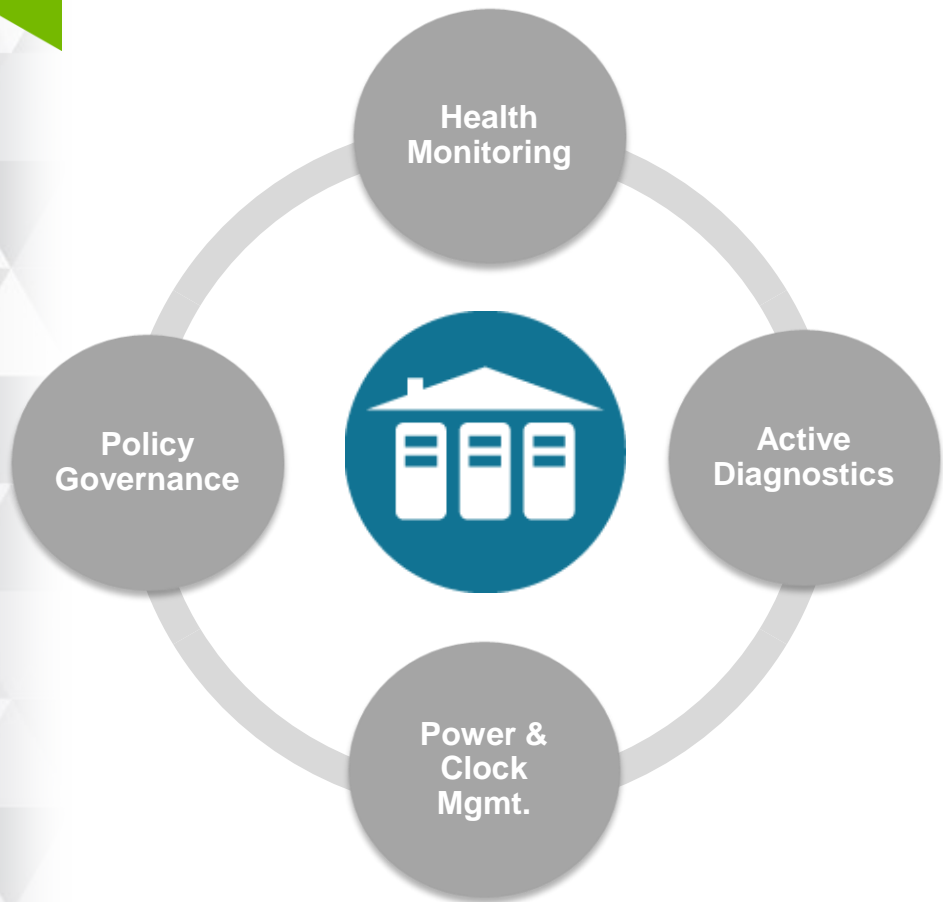 Health
Monitoring
Policy
Governance
Active
Diagnostics
Power &
Clock
Mgmt.